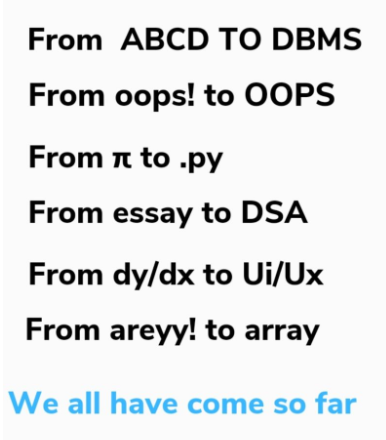 From ABCD TO DBMS
From oops! to OOPS
From π to .py
From essay to DSA
From dy/dx to Ui/Ux
From areyy! to array
We all have come so far